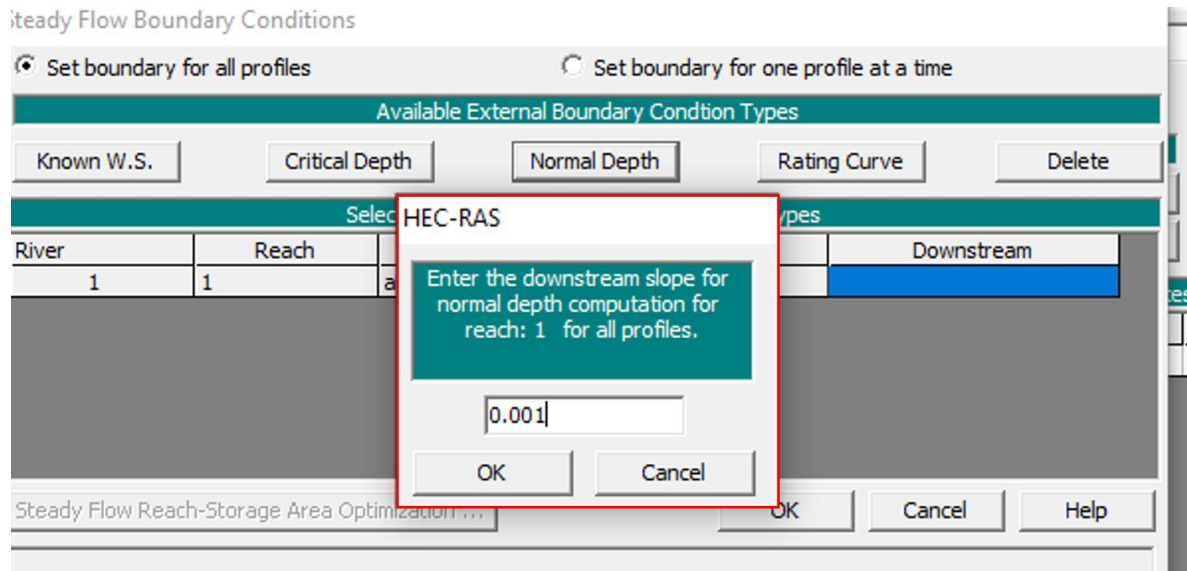 Steady Flow Boundary Conditions
Set boundary for all profiles Set boundary for one profile at a time
Available External Boundary Condtion Types
Known W.S. Critical Depth Normal Depth Rating Curve Delete
HEC-RAS
River Reach Downstream
1 1
Enter the downstream slope for
normal depth computation for
reach: 1 for all profiles.
0.001
OK Cancel
Steady Flow Reach-Storage Area Optimization ... OK Cancel Help